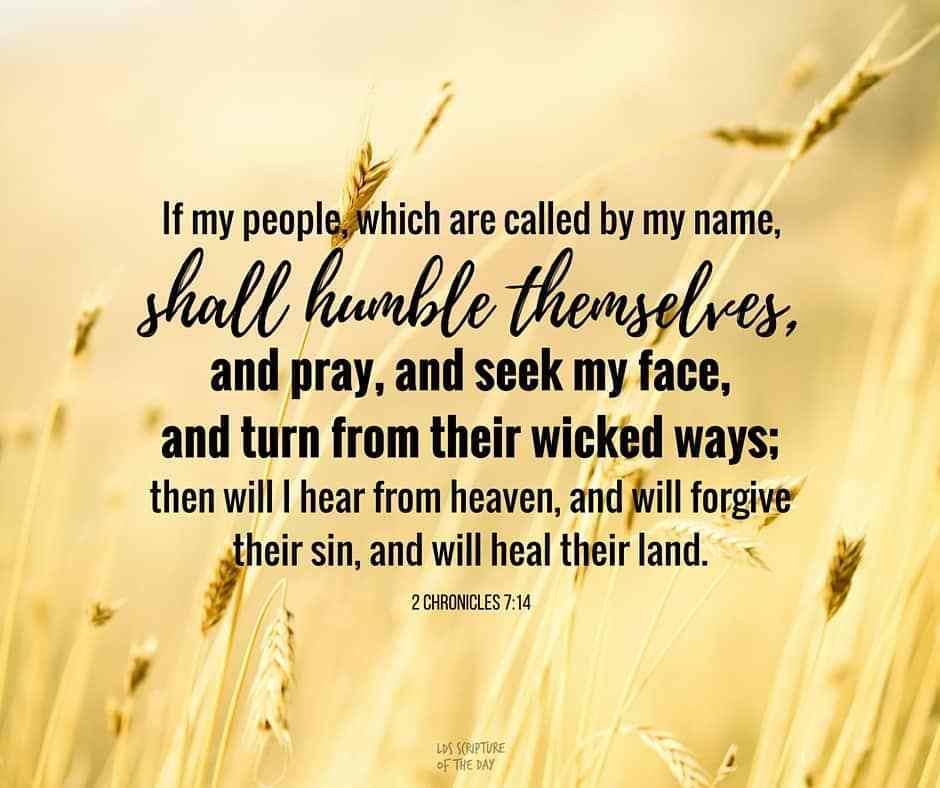 If my people, which are called by my name,
shall humble themselves,
and pray, and seek my face,
and turn from their wicked ways;
then will I hear from heaven, and will forgive
their sin, and will heal their land.
2 CHRONICLES 7:14
LDS SCRIPTURE
OF THE DAY